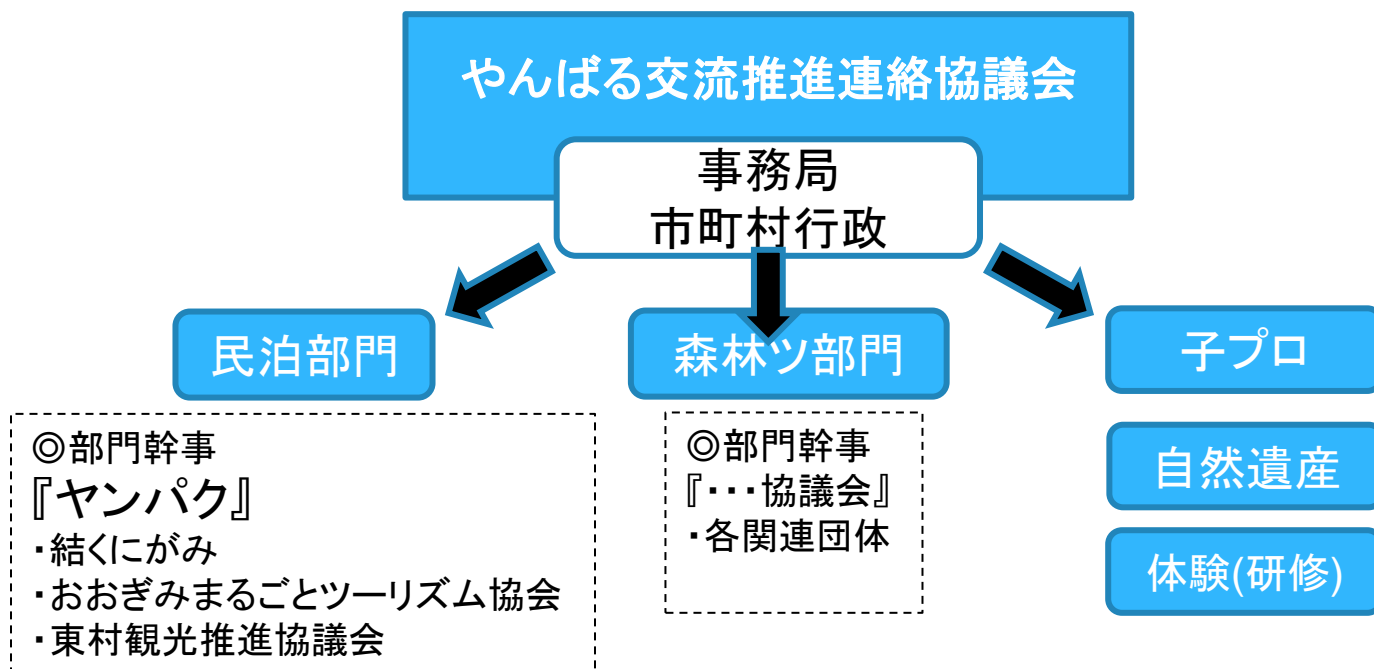 やんばる交流推進連絡協議会
事務局
市町村行政
民泊部門
◎部門幹事
『ヤンパク』
・結くにがみ
・おおぎみまるごとツーリズム協会
・東村観光推進協議会
森林ツ部門
◎部門幹事
『・・・協議会』
・各関連団体
子プロ
自然遺産
体験(研修)